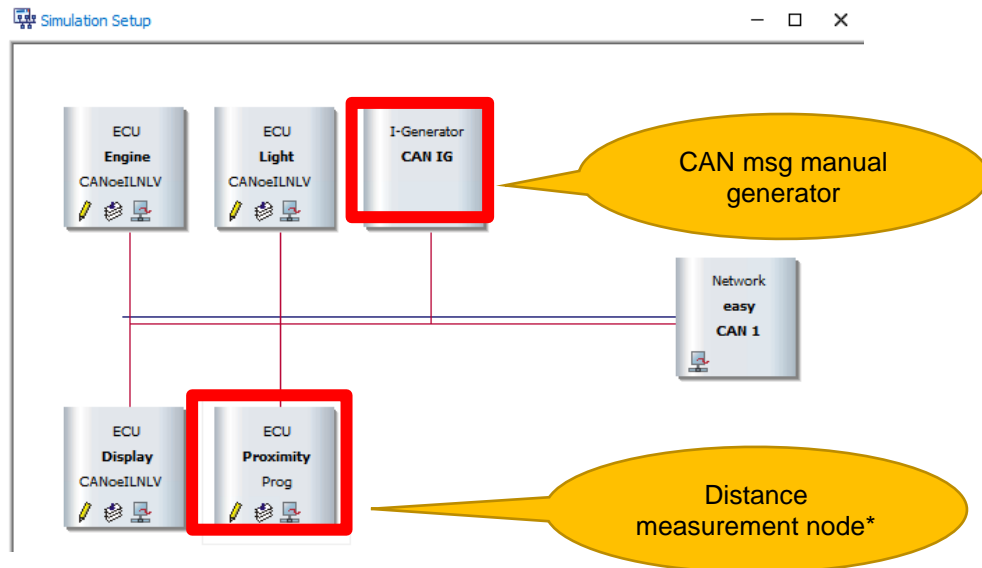 Simulation Setup
ECU
Engine
CANoeILNLV
ECU
Light
CANoeILNLV
I-Generator
CAN IG
CAN msg manual
generator
Network
easy
CAN 1
ECU
Display
CANoeILNLV
ECU
Proximity
Prog
Distance
measurement node*